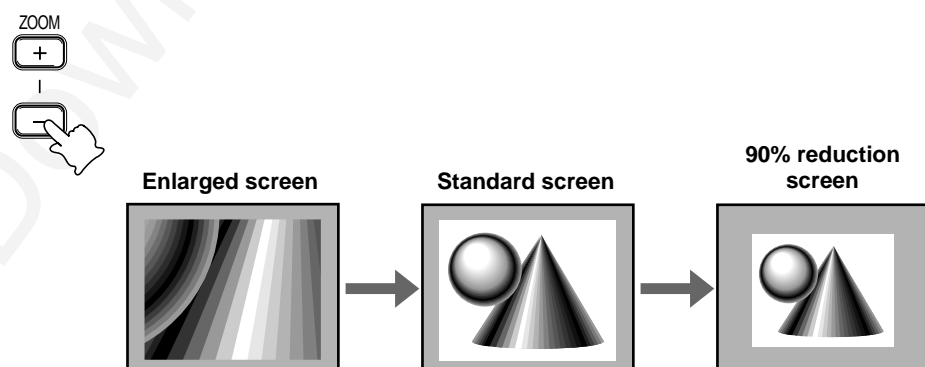 ZOOM
+
−
Enlarged screen
Standard screen
90% reduction
screen